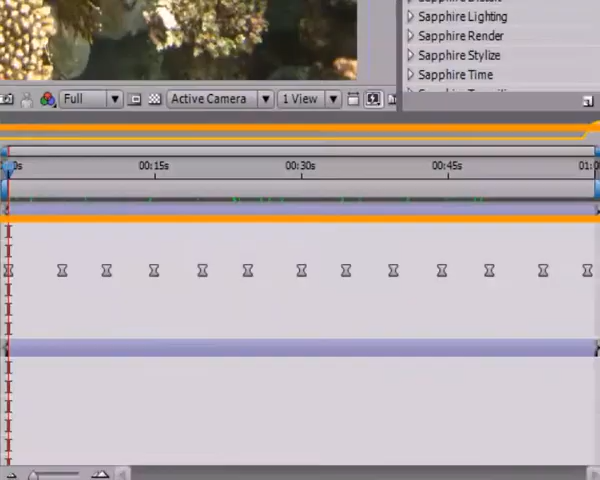 Sapphire Lighting
Sapphire Render
Sapphire Stylize
Sapphire Time
Full
Active Camera
1 View
00:15s
00:30s
00:45s